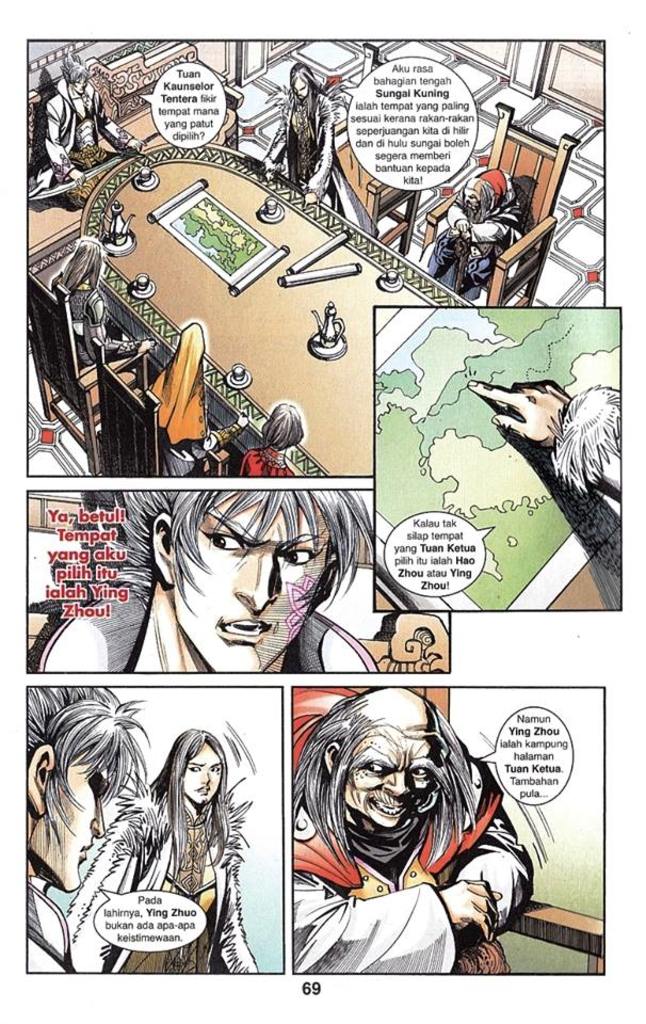 Tuan
Kaunselor
Tentera fikir
tempat mana
yang patut
dipilih?
Aku rasa
bahagian tengah
Sungai Kuning
ialah tempat yang paling
sesuai kerana rakan-rakan
seperjuangan kita di hilir
dan di hulu sungai boleh
segera memberi
bantuan kepada
kita!
Kalau tak
silap tempat
yang Tuan Ketua
pilih ini ialah Hao
Zhou atau Ying
Zhou!
Ya, betul!
Tempat
yang aku
pilih itu
ialah Ying
Zhou!
Pada
lahirnya, Ying Zhuo
bukan ada apa-apa
keistimewaan.
Namun
Ying Zhou
ialah kampung
halaman
Tuan Ketua.
Tambahan
pula...
69